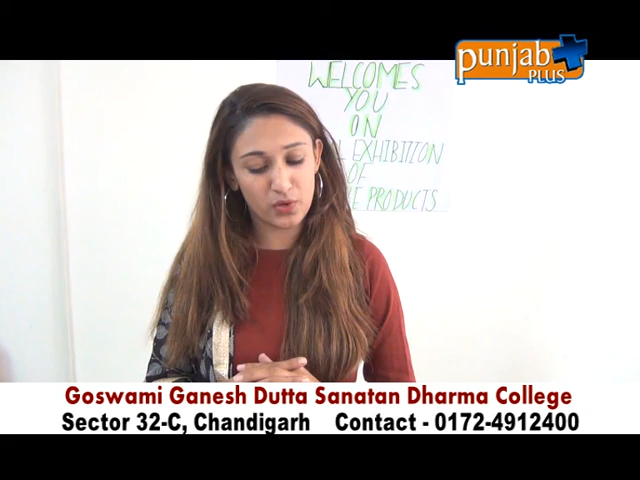 punjab
PLUS
WELCOMES
YOU
ON
EXHIBITION
OF
PRODUCTS
Goswami Ganesh Dutta Sanatan Dharma College
Sector 32-C, Chandigarh Contact - 0172-4912400